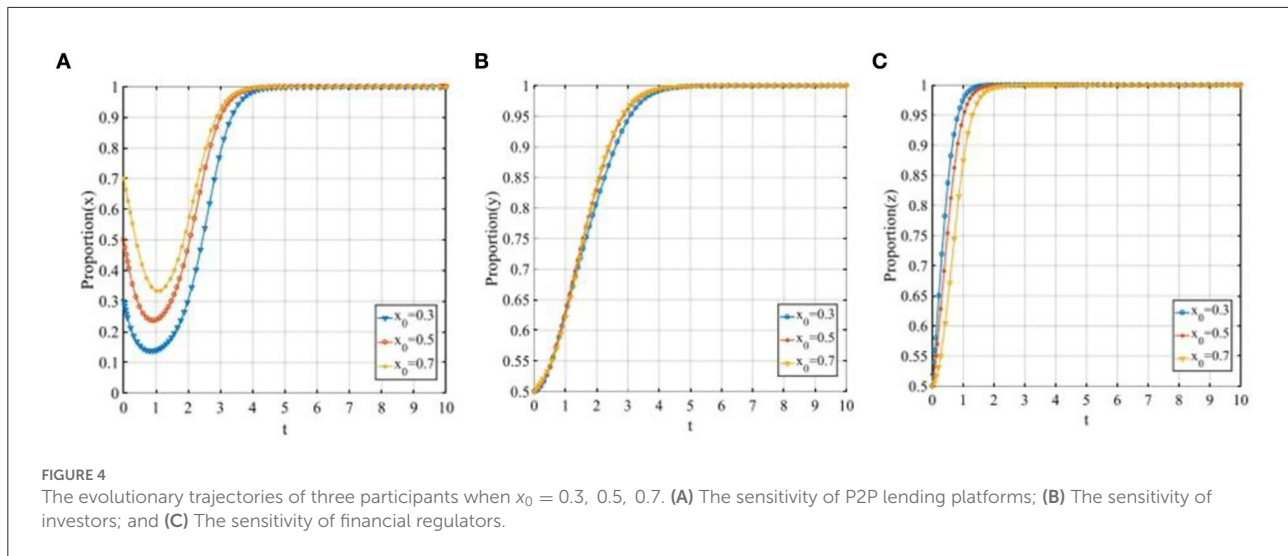 A
Proportion(x)
1
0.9
0.8
0.7
0.6
0.5
0.4
0.3
0.2
0.1
0
0 1 2 3 4 5 6 7 8 9 10
t
x0=0.3
x0=0.5
x0=0.7
B
Proportion(y)
1
0.95
0.9
0.85
0.8
0.75
0.7
0.65
0.6
0.55
0.5
0 1 2 3 4 5 6 7 8 9 10
t
x0=0.3
x0=0.5
x0=0.7
C
Proportion(z)
1
0.95
0.9
0.85
0.8
0.75
0.7
0.65
0.6
0.55
0.5
0 1 2 3 4 5 6 7 8 9 10
t
x0=0.3
x0=0.5
x0=0.7
FIGURE 4
The evolutionary trajectories of three participants when x0 = 0.3, 0.5, 0.7. (A) The sensitivity of P2P lending platforms; (B) The sensitivity of
investors; and (C) The sensitivity of financial regulators.